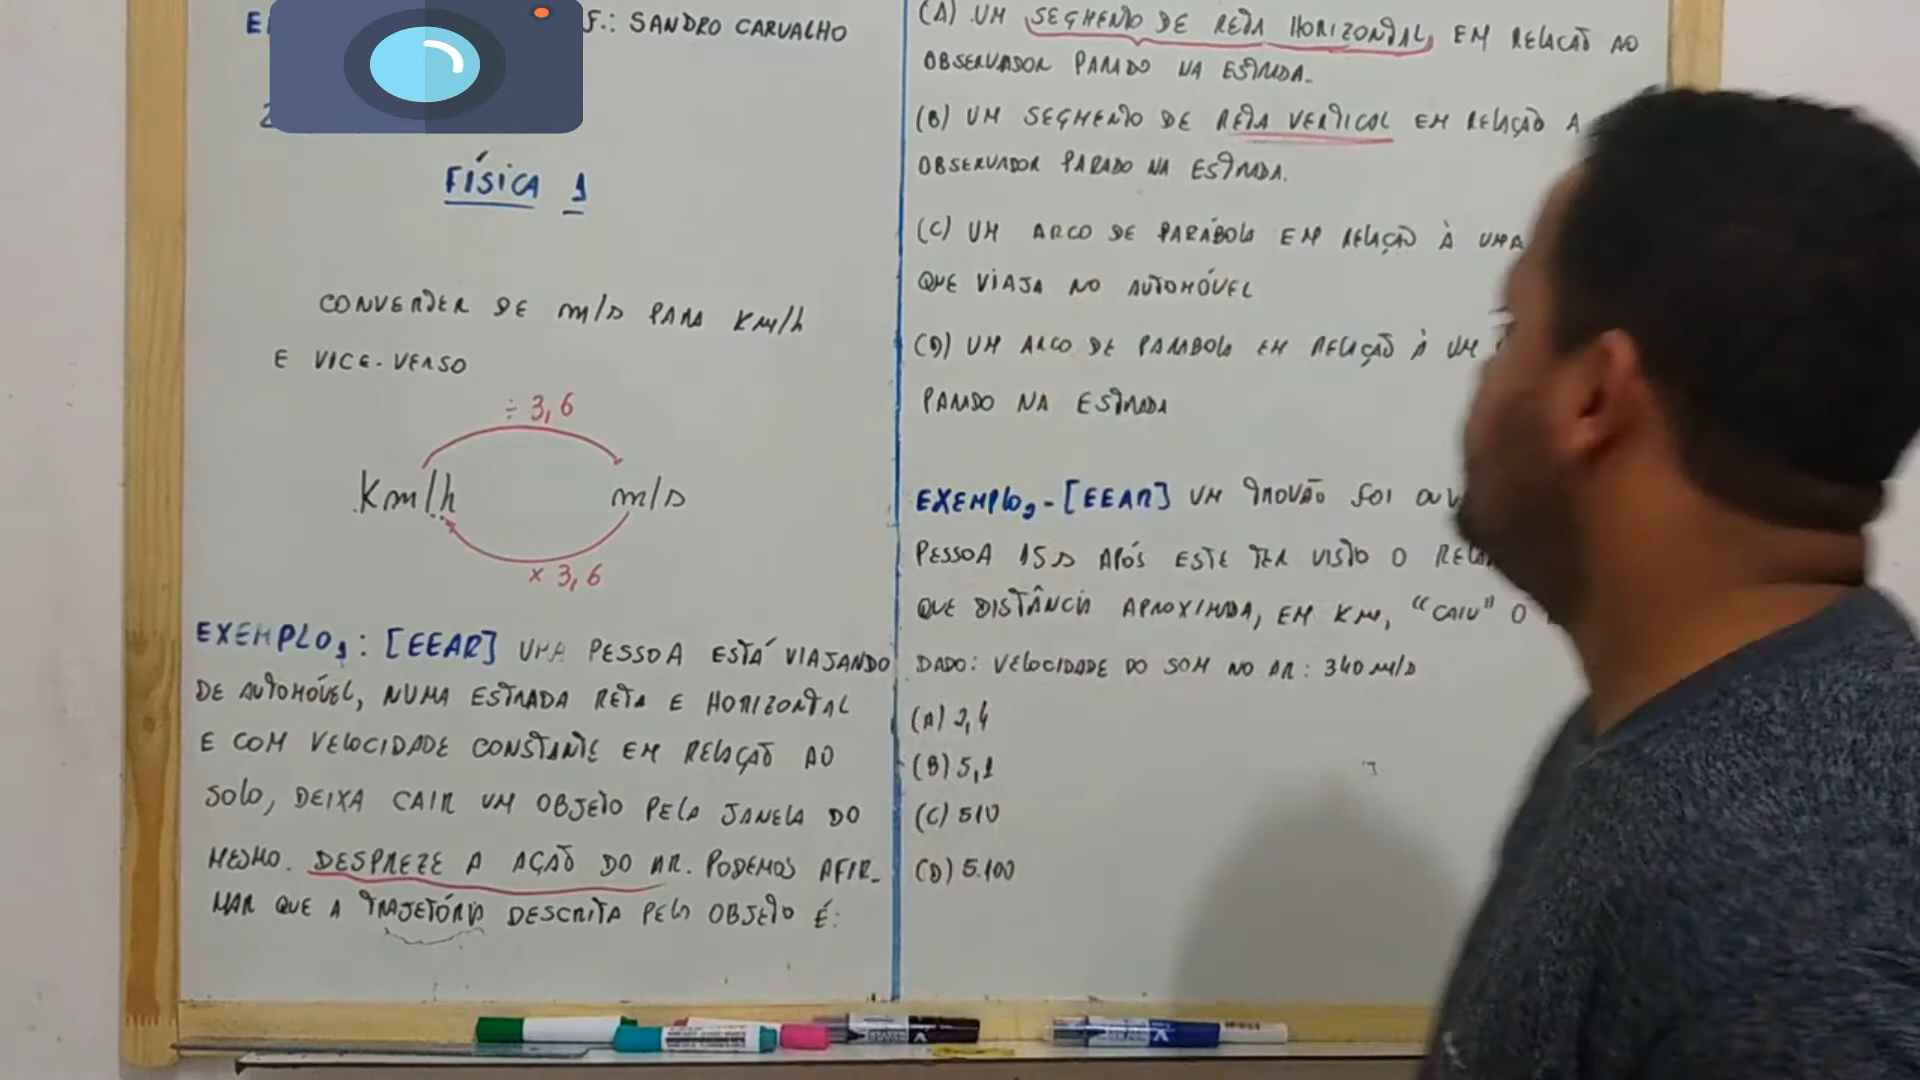 F.: SANDRO CARVALHO
FÍSICA 1
CONVERTER DE m/s PARA KM/h
E VICE-VERSO
÷ 3,6
Km/h m/s
× 3,6
EXEMPLO1: [EEAR] UMA PESSOA ESTÁ VIAJANDO
DE AUTOMÓVEL, NUMA ESTRADA RETA E HORIZONTAL
E COM VELOCIDADE CONSTANTE EM RELAÇÃO AO
SOLO, DEIXA CAIR UM OBJETO PELA JANELA DO
MESMO. DESPREZE A AÇÃO DO AR. PODEMOS AFIR-
MAR QUE A TRAJETÓRIA DESCRITA PELO OBJETO É:
(A) UM SEGMENTO DE RETA HORIZONTAL, EM RELAÇÃO AO
OBSERVADOR PARADO NA ESTRADA.
(B) UM SEGMENTO DE RETA VERTICAL EM RELAÇÃO A
OBSERVADOR PARADO NA ESTRADA.
(C) UM ARCO DE PARÁBOLA EM RELAÇÃO À UMA
QUE VIAJA NO AUTOMÓVEL
(D) UM ARCO DE PARABOLA EM RELAÇÃO À UM
PARADO NA ESTRADA
EXEMPLO2 - [EEAR] UM TROVÃO FOI
PESSOA 15s APÓS ESTE TER VISTO O
QUE DISTÂNCIA APROXIMADA, EM KM, "CAIU" O
DADO: VELOCIDADE DO SOM NO AR: 340 m/s
(A) 2,4
(B) 5,1
(C) 510
(D) 5.100